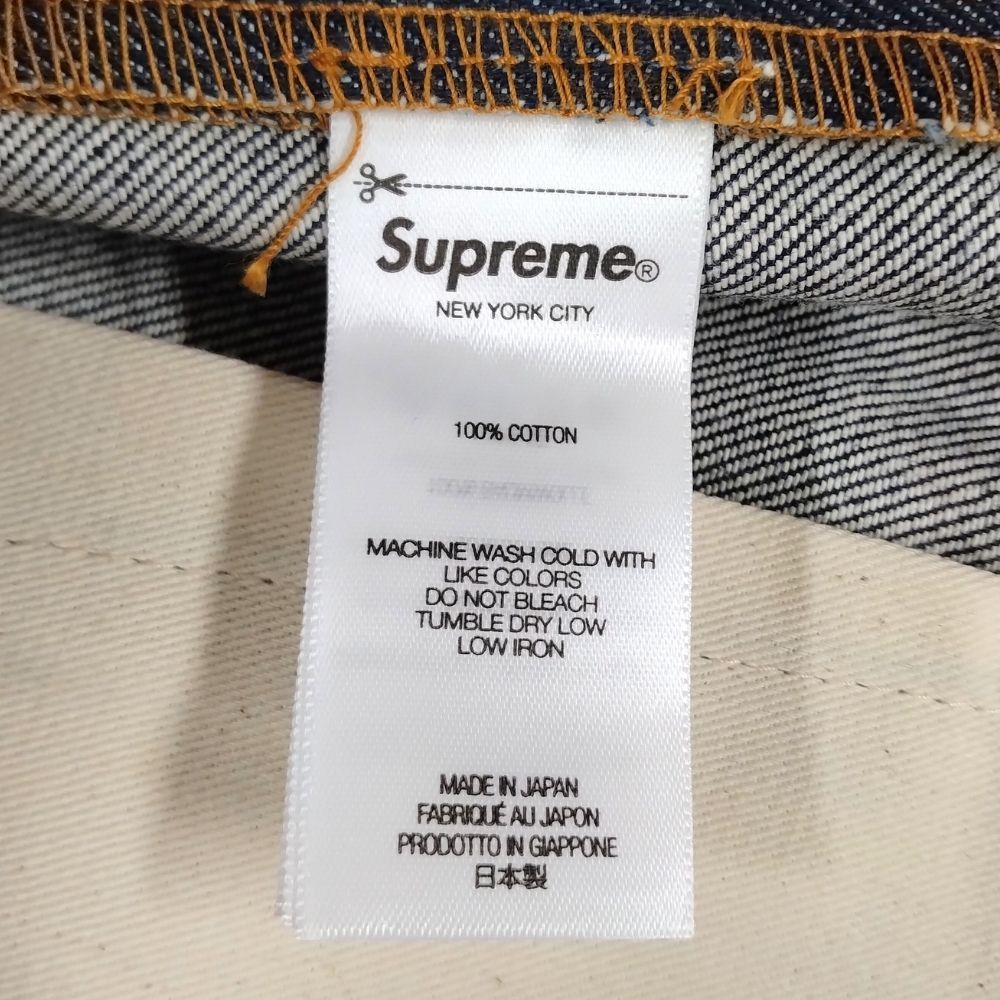 Supreme®
NEW YORK CITY
100% COTTON
MACHINE WASH COLD WITH
LIKE COLORS
DO NOT BLEACH
TUMBLE DRY LOW
LOW IRON
MADE IN JAPAN
FABRIQUÉ AU JAPON
PRODOTTO IN GIAPPONE
日本製